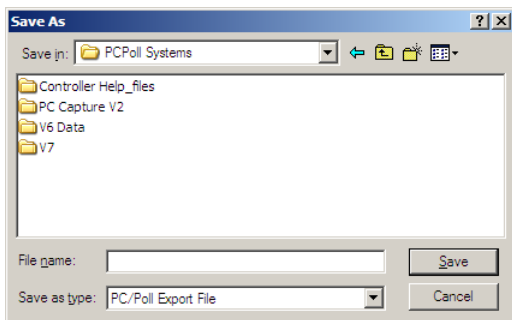 Save As
Save in: PCPoll Systems
Controller Help_files
PC Capture V2
V6 Data
V7
File name: Save
Save as type: PC/Poll Export File Cancel